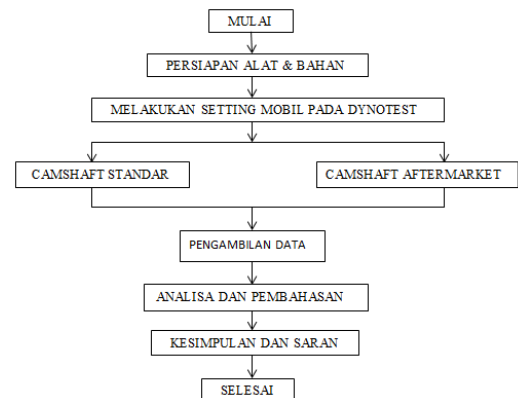 MULAI
PERSIAPAN ALAT & BAHAN
MELAKUKAN SETTING MOBIL PADA DYNOTEST
CAMSHAFT STANDAR
CAMSHAFT AFTERMARKET
PENGAMBILAN DATA
ANALISA DAN PEMBAHASAN
KESIMPULAN DAN SARAN
SELESAI